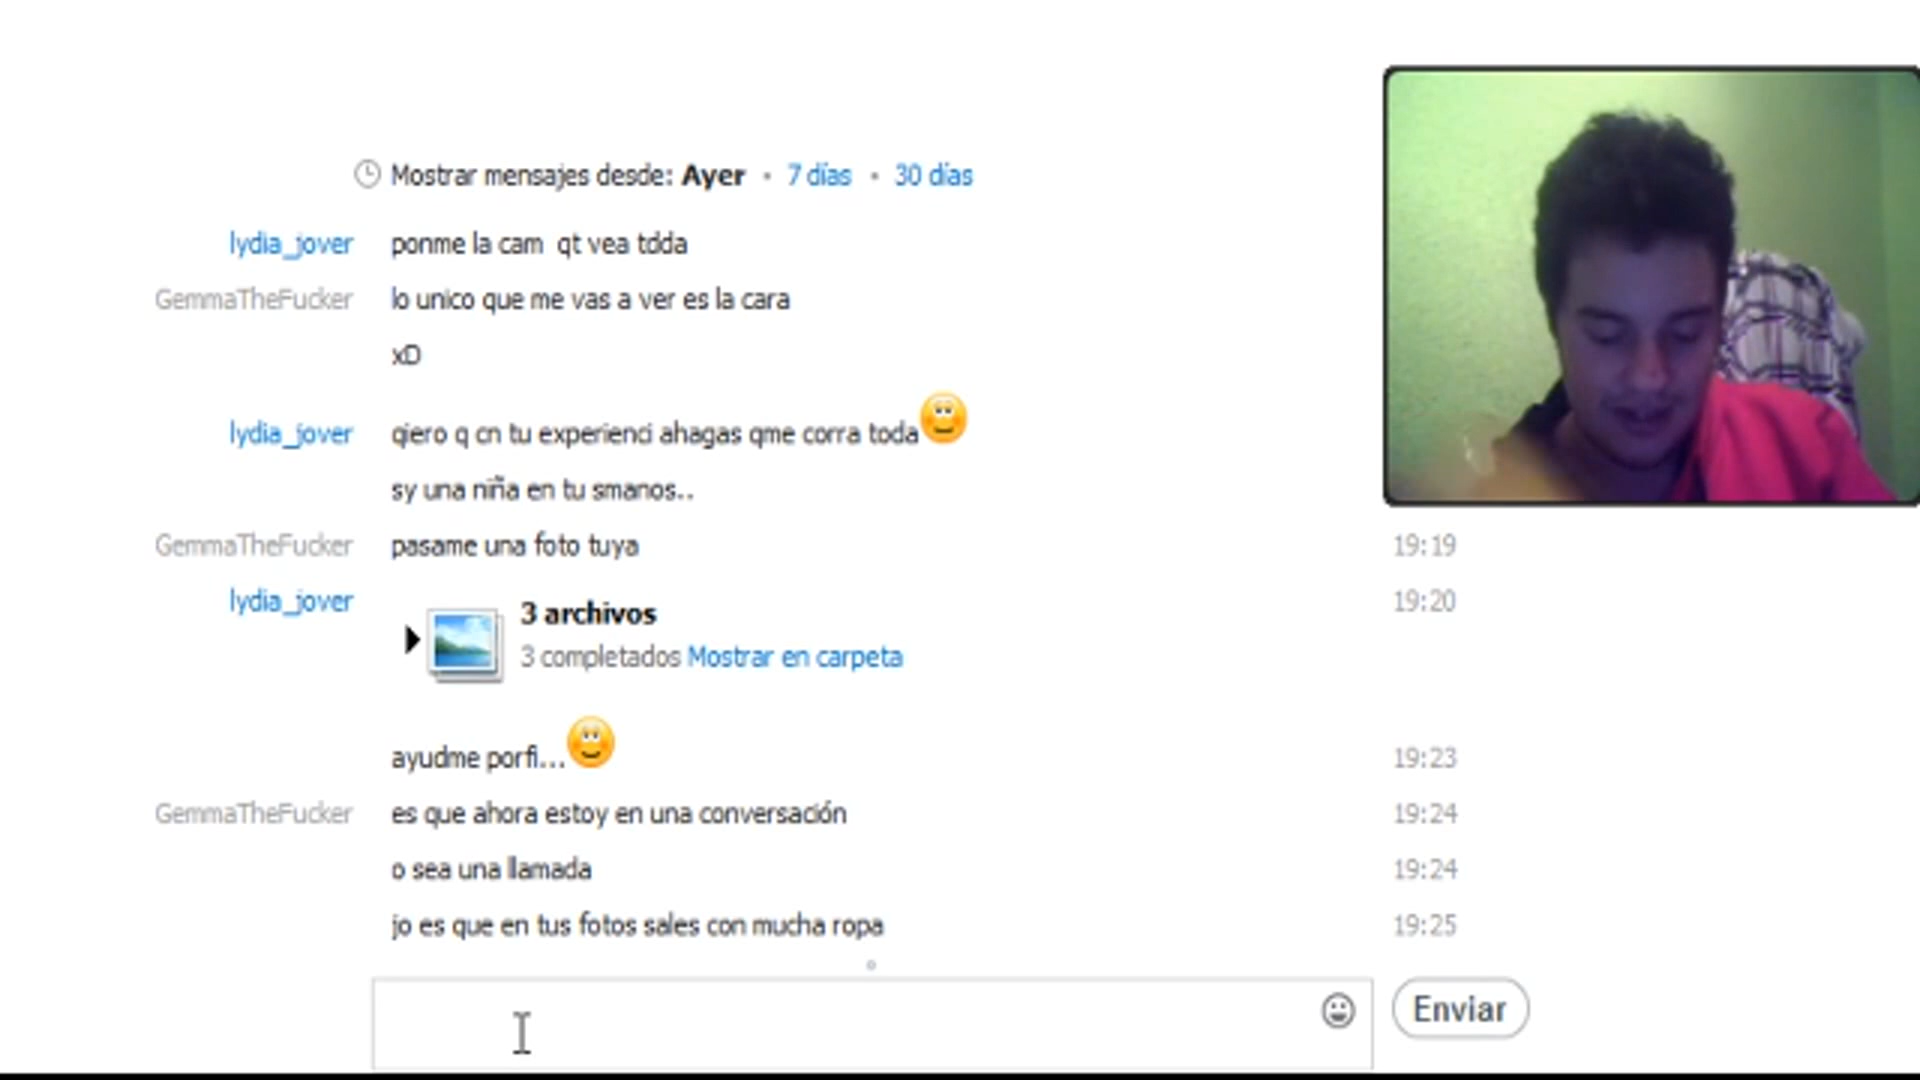 Mostrar mensajes desde: Ayer • 7 días • 30 días
lydia_jover ponme la cam qt vea tdda
GemmaTheFucker lo unico que me vas a ver es la cara
xD
lydia_jover qiero q cn tu experienci ahagas qme corra toda
sy una niña en tu smanos..
GemmaTheFucker pasame una foto tuya 19:19
lydia_jover 3 archivos 19:20
3 completados Mostrar en carpeta
ayudme porfi... 19:23
GemmaTheFucker es que ahora estoy en una conversación 19:24
o sea una llamada 19:24
jo es que en tus fotos sales con mucha ropa 19:25
Enviar